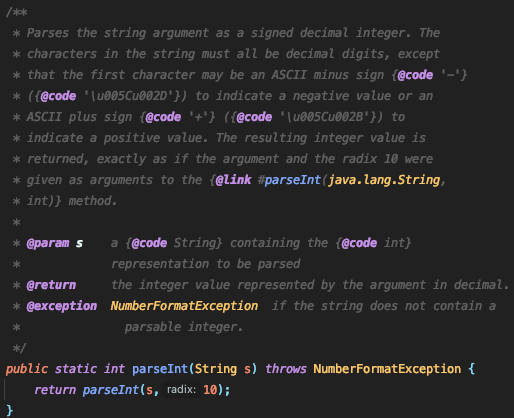 /**
 * Parses the string argument as a signed decimal integer. The
 * characters in the string must all be decimal digits, except
 * that the first character may be an ASCII minus sign {@code '-'}
 * ({@code '\u005Cu002D'}) to indicate a negative value or an
 * ASCII plus sign {@code '+'} ({@code '\u005Cu002B'}) to
 * indicate a positive value. The resulting integer value is
 * returned, exactly as if the argument and the radix 10 were
 * given as arguments to the {@link #parseInt(java.lang.String,
 * int)} method.
 *
 * @param s    a {@code String} containing the {@code int}
 *             representation to be parsed
 * @return     the integer value represented by the argument in decimal.
 * @exception  NumberFormatException  if the string does not contain a
 *               parsable integer.
 */
public static int parseInt(String s) throws NumberFormatException {
    return parseInt(s, radix: 10);
}